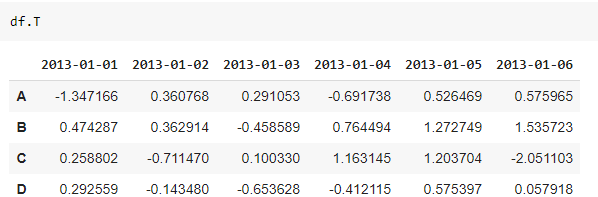 df.T
2013-01-01 2013-01-02 2013-01-03 2013-01-04 2013-01-05 2013-01-06
A -1.347166 0.360768 0.291053 -0.691738 0.526469 0.575965
B 0.474287 0.362914 -0.458589 0.764494 1.272749 1.535723
C 0.258802 -0.711470 0.100330 1.163145 1.203704 -2.051103
D 0.292559 -0.143480 -0.653628 -0.412115 0.575397 0.057918